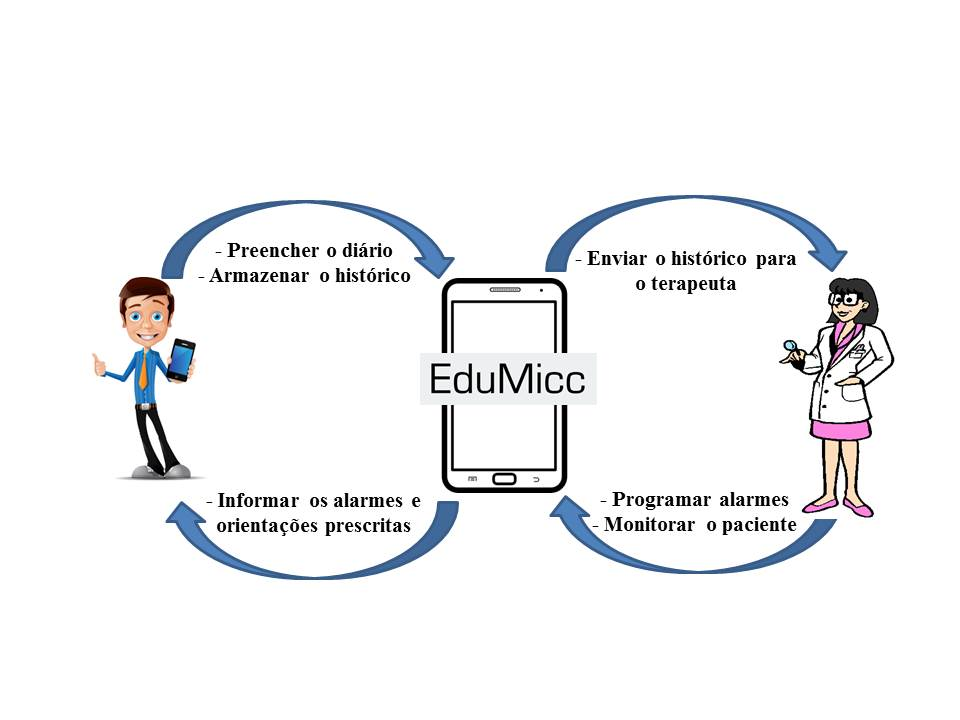 - Preencher o diário
- Armazenar o histórico
- Enviar o histórico para
o terapeuta
EduMicc
- Informar os alarmes e
orientações prescritas
- Programar alarmes
- Monitorar o paciente